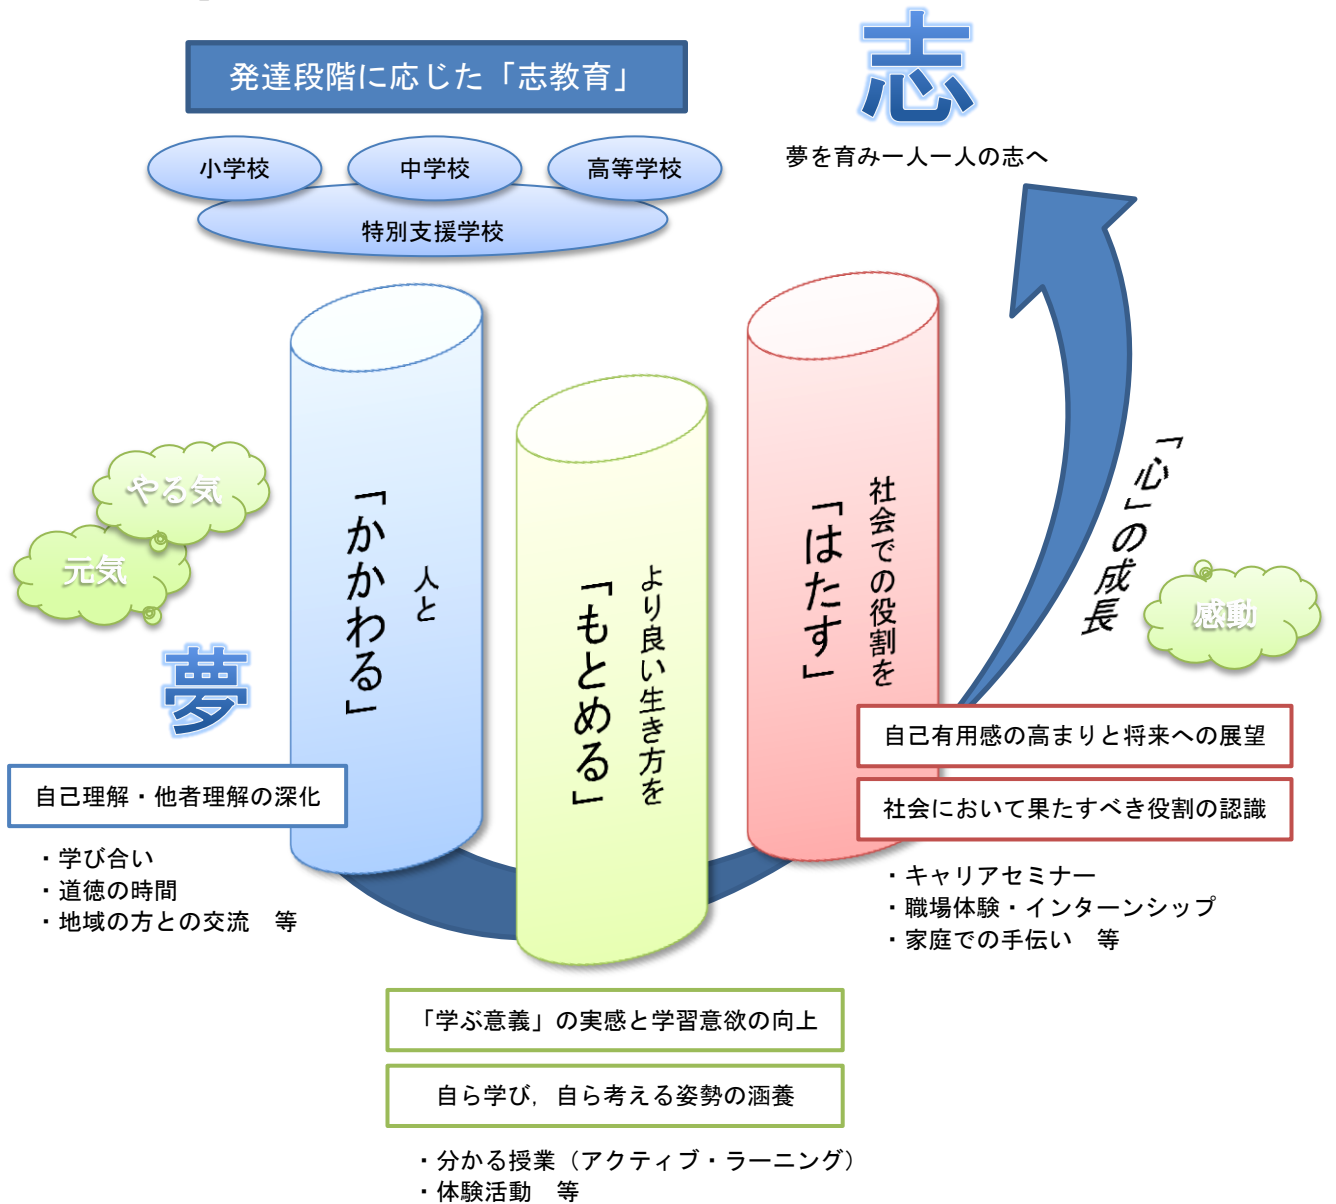 発達段階に応じた「志教育」
志
夢を育み一人一人の志へ
小学校
中学校
高等学校
特別支援学校
やる気
元気
夢
人と
「かかわる」
より良い生き方を
「もとめる」
社会での役割を
「はたす」
「心」の成長
感動
自己理解・他者理解の深化
・学び合い
・道徳の時間
・地域の方との交流　等
自己有用感の高まりと将来への展望
社会において果たすべき役割の認識
・キャリアセミナー
・職場体験・インターンシップ
・家庭での手伝い　等
「学ぶ意義」の実感と学習意欲の向上
自ら学び，自ら考える姿勢の涵養
・分かる授業（アクティブ・ラーニング）
・体験活動　等